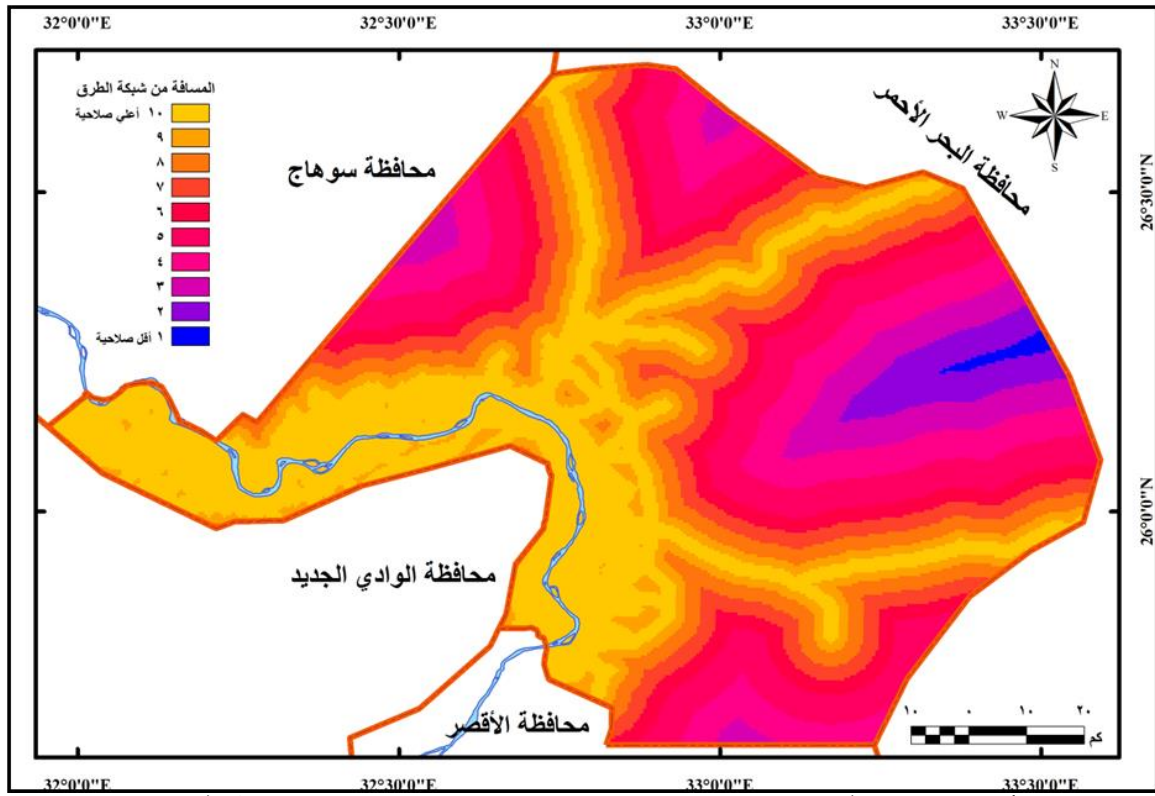 32°0'0"E
32°30'0"E
33°0'0"E
33°30'0"E
N
W
E
S
المسافة من شبكة الطرق
١٠ أعلي صلاحية
٩
٨
٧
٦
٥
٤
٣
٢
١ أقل صلاحية
محافظة سوهاج
محافظة البحر الأحمر
26°30'0"N
26°0'0"N
محافظة الوادي الجديد
محافظة الأقصر
١٠
٠
١٠
٢٠
كم
32°0'0"E
32°30'0"E
33°0'0"E
33°30'0"E